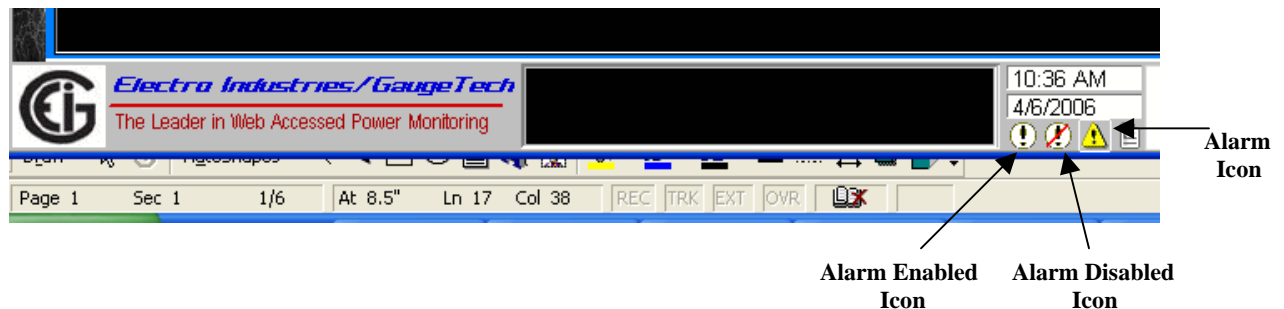 EIG
Electro Industries/GaugeTech
The Leader in Web Accessed Power Monitoring
10:36 AM
4/6/2006
Alarm
Icon
Page 1 Sec 1 1/6 At 8.5" Ln 17 Col 38 REC TRK EXT OVR
Alarm Enabled
Icon
Alarm Disabled
Icon